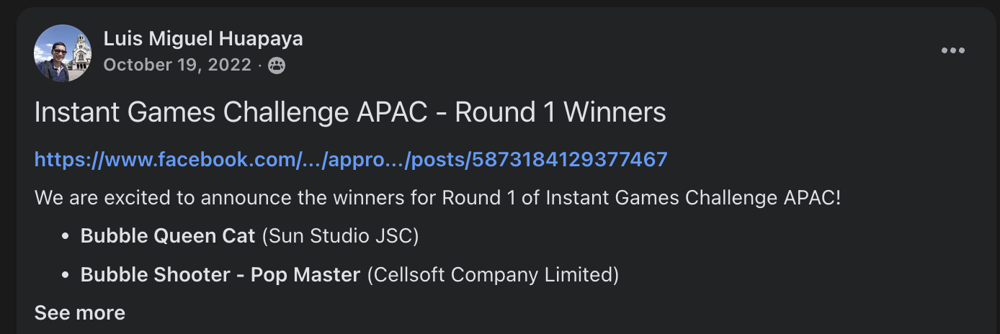 Luis Miguel Huapaya
October 19, 2022 ·
Instant Games Challenge APAC - Round 1 Winners
https://www.facebook.com/.../appro.../posts/5873184129377467
We are excited to announce the winners for Round 1 of Instant Games Challenge APAC!
• Bubble Queen Cat (Sun Studio JSC)
• Bubble Shooter - Pop Master (Cellsoft Company Limited)
See more